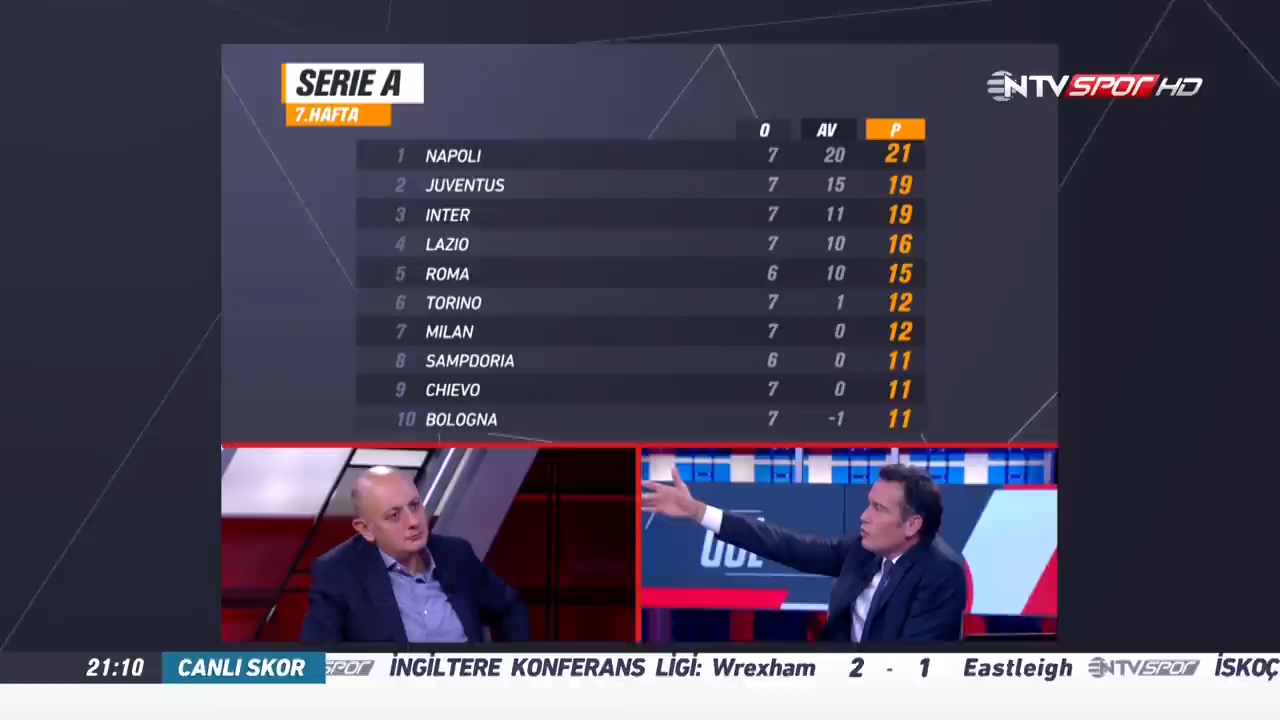 SERIE A
7.HAFTA
NTVSPOR HD
O AV P
1 NAPOLI 7 20 21
2 JUVENTUS 7 15 19
3 INTER 7 11 19
4 LAZIO 7 10 16
5 ROMA 6 10 15
6 TORINO 7 1 12
7 MILAN 7 0 12
8 SAMPDORIA 6 0 11
9 CHIEVO 7 0 11
10 BOLOGNA 7 -1 11
21:10 CANLI SKOR SPOR İNGİLTERE KONFERANS LİGİ: Wrexham 2 - 1 Eastleigh NTVSPOR İSKOÇ